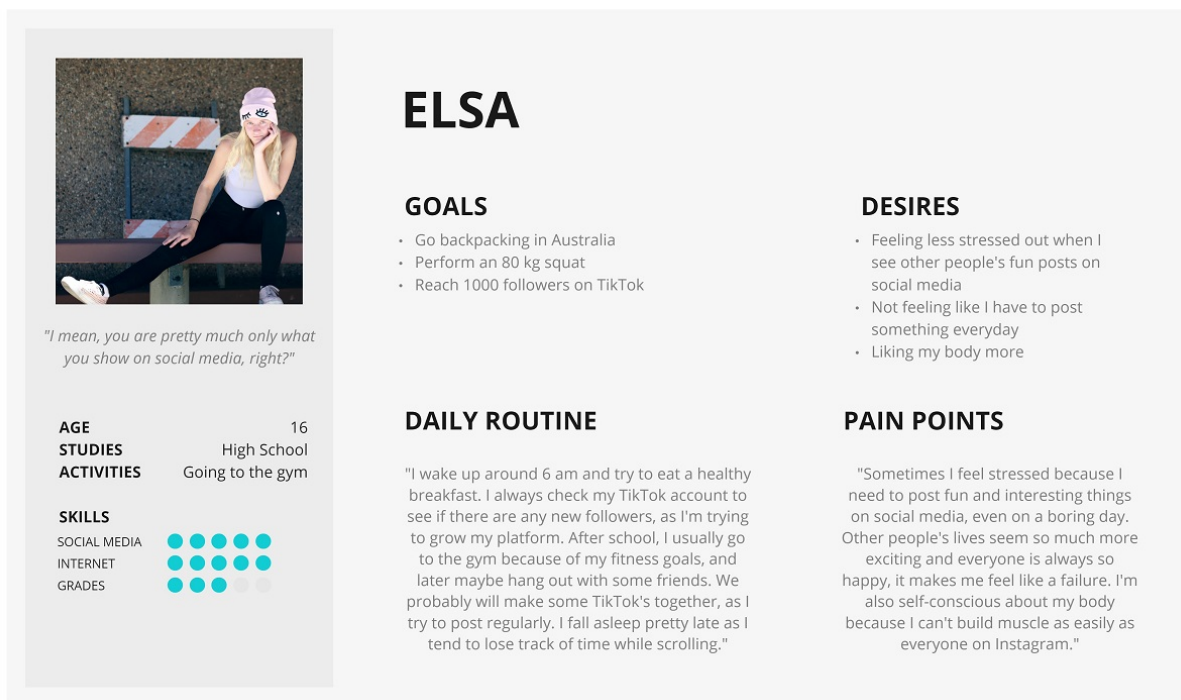 "I mean, you are pretty much only what
you show on social media, right?"
AGE 16
STUDIES High School
ACTIVITIES Going to the gym
SKILLS
SOCIAL MEDIA
INTERNET
GRADES
ELSA
GOALS
• Go backpacking in Australia
• Perform an 80 kg squat
• Reach 1000 followers on TikTok
DESIRES
• Feeling less stressed out when I
see other people's fun posts on
social media
• Not feeling like I have to post
something everyday
• Liking my body more
DAILY ROUTINE
"I wake up around 6 am and try to eat a healthy
breakfast. I always check my TikTok account to
see if there are any new followers, as I'm trying
to grow my platform. After school, I usually go
to the gym because of my fitness goals, and
later maybe hang out with some friends. We
probably will make some TikTok's together, as I
try to post regularly. I fall asleep pretty late as I
tend to lose track of time while scrolling."
PAIN POINTS
"Sometimes I feel stressed because I
need to post fun and interesting things
on social media, even on a boring day.
Other people's lives seem so much more
exciting and everyone is always so
happy, it makes me feel like a failure. I'm
also self-conscious about my body
because I can't build muscle as easily as
everyone on Instagram."